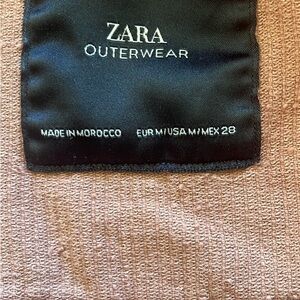 ZARA
OUTERWEAR
MADE IN MOROCCO EUR M/USA M/MEX 28